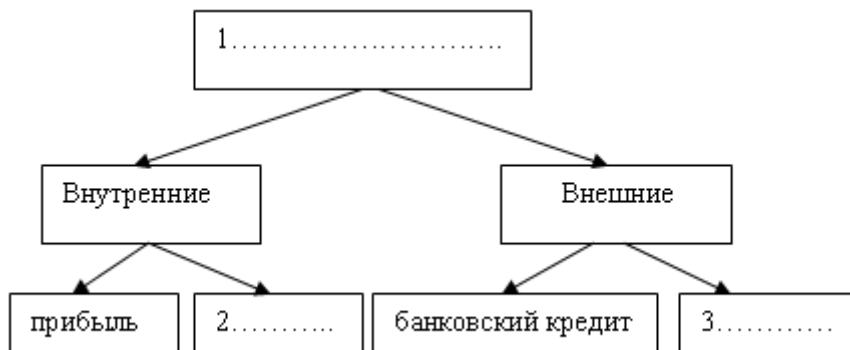 1……………………….
Внутренние
Внешние
прибыль
2………..
банковский кредит
3…………